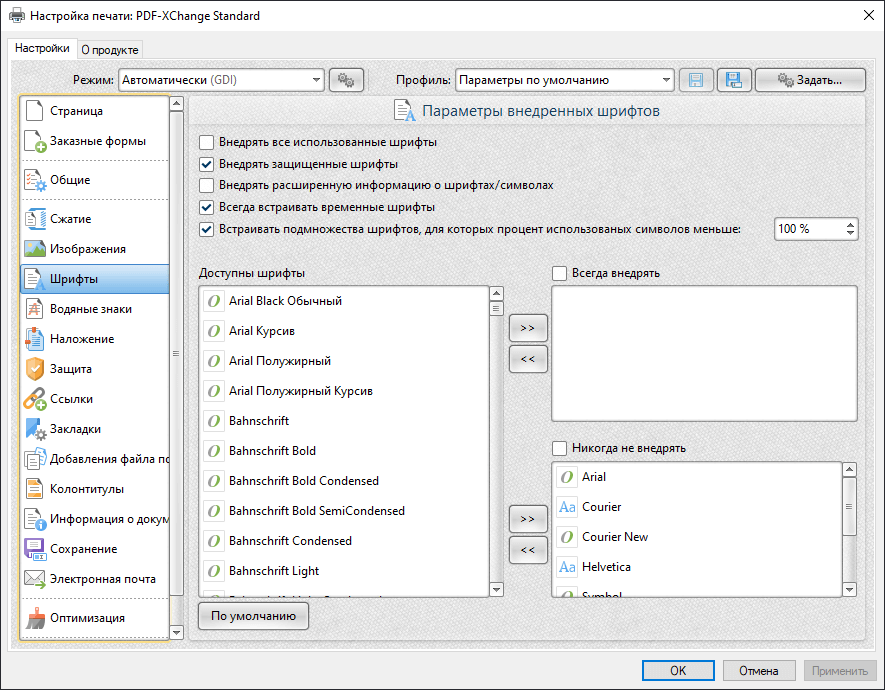 Настройка печати: PDF-XChange Standard
Настройки
О продукте
Режим: Автоматически (GDI)
Профиль: Параметры по умолчанию
Задать...
Страница
Заказные формы
Общие
Сжатие
Изображения
Шрифты
Водяные знаки
Наложение
Защита
Ссылки
Закладки
Добавления файла по
Колонтитулы
Информация о докум
Сохранение
Электронная почта
Оптимизация
Параметры внедренных шрифтов
Внедрять все использованные шрифты
Внедрять защищенные шрифты
Внедрять расширенную информацию о шрифтах/символах
Всегда встраивать временные шрифты
Встраивать подмножества шрифтов, для которых процент использованых символов меньше:
100 %
Доступны шрифты
Arial Black Обычный
Arial Курсив
Arial Полужирный
Arial Полужирный Курсив
Bahnschrift
Bahnschrift Bold
Bahnschrift Bold Condensed
Bahnschrift Bold SemiCondensed
Bahnschrift Condensed
Bahnschrift Light
По умолчанию
>>
<<
>>
<<
Всегда внедрять
Никогда не внедрять
Arial
Aa Courier
Courier New
Aa Helvetica
Symbol
OK
Отмена
Применить